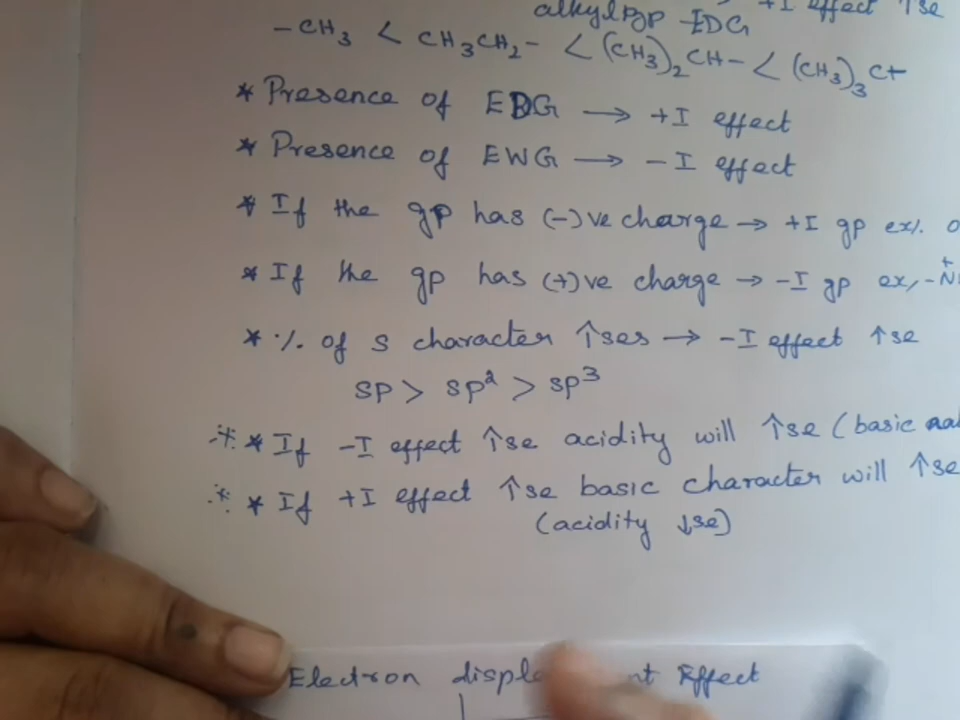 alkyl gp EDG +I effect ↑se
-CH3 < CH3CH2- < (CH3)2CH- < (CH3)3C-
* Presence of EDG → +I effect
* Presence of EWG → -I effect
* If the gp has (-)ve charge → +I gp ex/.
* If the gp has (+)ve charge → -I gp ex, -N+
* ·/. of s character ↑ses → -I effect ↑se
sp > sp2 > sp3
* If -I effect ↑se acidity will ↑se (basic
* If +I effect ↑se basic character will ↑se
(acidity ↓se)
Electron Effect